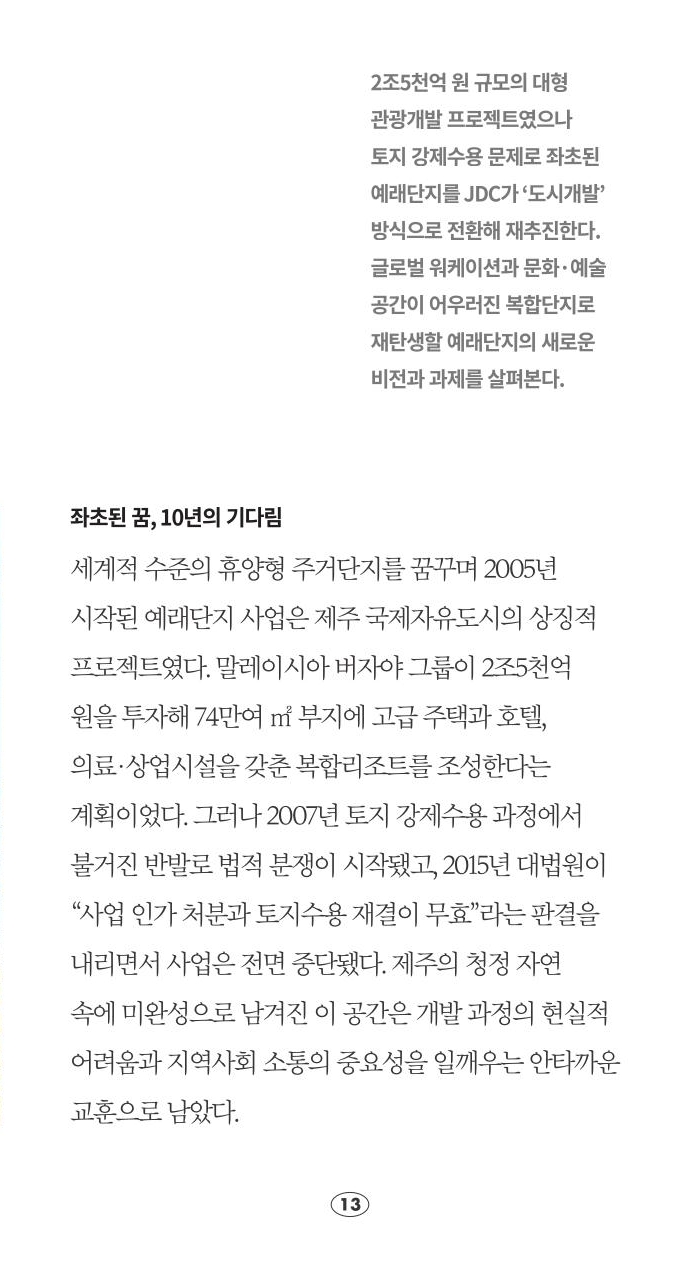 2조5천억 원 규모의 대형
관광개발 프로젝트였으나
토지 강제수용 문제로 좌초된
예래단지를 JDC가 ‘도시개발’
방식으로 전환해 재추진한다.
글로벌 워케이션과 문화·예술
공간이 어우러진 복합단지로
재탄생할 예래단지의 새로운
비전과 과제를 살펴본다.
좌초된 꿈, 10년의 기다림
세계적 수준의 휴양형 주거단지를 꿈꾸며 2005년
시작된 예래단지 사업은 제주 국제자유도시의 상징적
프로젝트였다. 말레이시아 버자야 그룹이 2조5천억
원을 투자해 74만여 ㎡ 부지에 고급 주택과 호텔,
의료·상업시설을 갖춘 복합리조트를 조성한다는
계획이었다. 그러나 2007년 토지 강제수용 과정에서
불거진 반발로 법적 분쟁이 시작됐고, 2015년 대법원이
“사업 인가 처분과 토지수용 재결이 무효”라는 판결을
내리면서 사업은 전면 중단됐다. 제주의 청정 자연
속에 미완성으로 남겨진 이 공간은 개발 과정의 현실적
어려움과 지역사회 소통의 중요성을 일깨우는 안타까운
교훈으로 남았다.
13